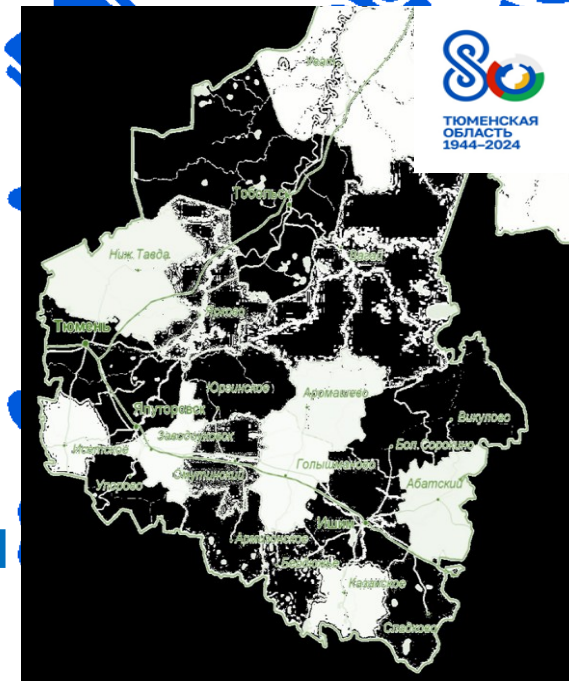 ТЮМЕНСКАЯ
ОБЛАСТЬ
1944–2024
Уват
Тобольск
Ниж. Тавда
Вагай
Ярково
Тюмень
Юргинское
Аромашево
Ялуторовск
Викулово
Заводоуковск
Бол. Сорокино
Исетское
Голышманово
Омутинский
Упорово
Абатский
Ишим
Армизонское
Бердюжье
Казанское
Сладково